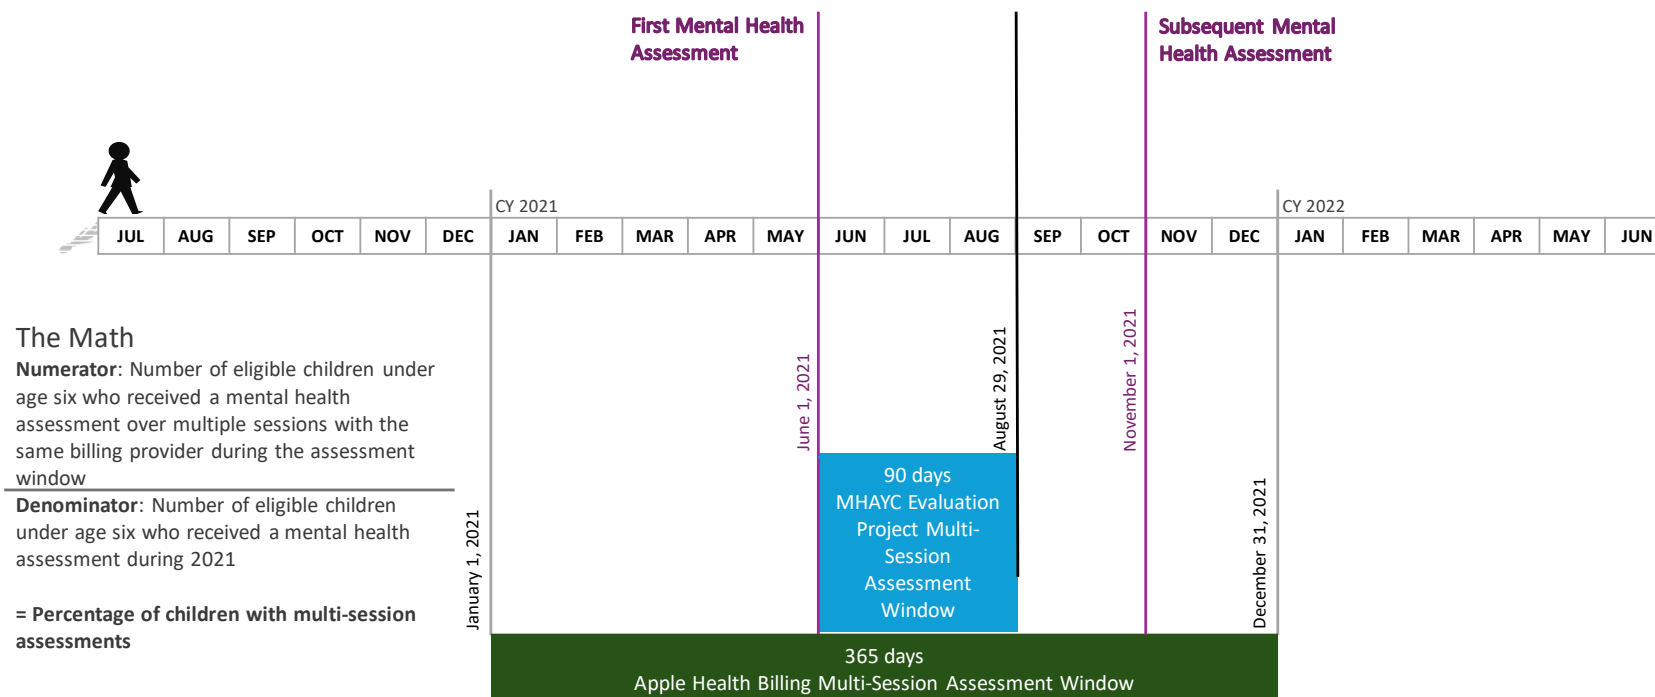 First Mental Health
Assessment
Subsequent Mental
Health Assessment
CY 2021
CY 2022
JUL AUG SEP OCT NOV DEC JAN FEB MAR APR MAY JUN JUL AUG SEP OCT NOV DEC JAN FEB MAR APR MAY JUN
The Math
Numerator: Number of eligible children under
age six who received a mental health
assessment over multiple sessions with the
same billing provider during the assessment
window
Denominator: Number of eligible children
under age six who received a mental health
assessment during 2021
= Percentage of children with multi-session
assessments
January 1, 2021
June 1, 2021
August 29, 2021
November 1, 2021
December 31, 2021
90 days
MHAYC Evaluation
Project Multi-
Session
Assessment
Window
365 days
Apple Health Billing Multi-Session Assessment Window